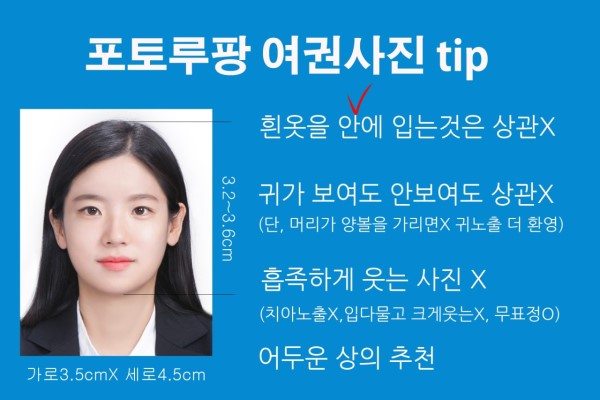 포토루팡 여권사진 tip
흰옷을 안에 입는것은 상관X
귀가 보여도 안보여도 상관X
(단, 머리가 양볼을 가리면X 귀노출 더 환영)
흡족하게 웃는 사진 X
(치아노출X,입다물고 크게웃는X, 무표정O)
어두운 상의 추천
3.2~3.6cm
가로3.5cmX 세로4.5cm